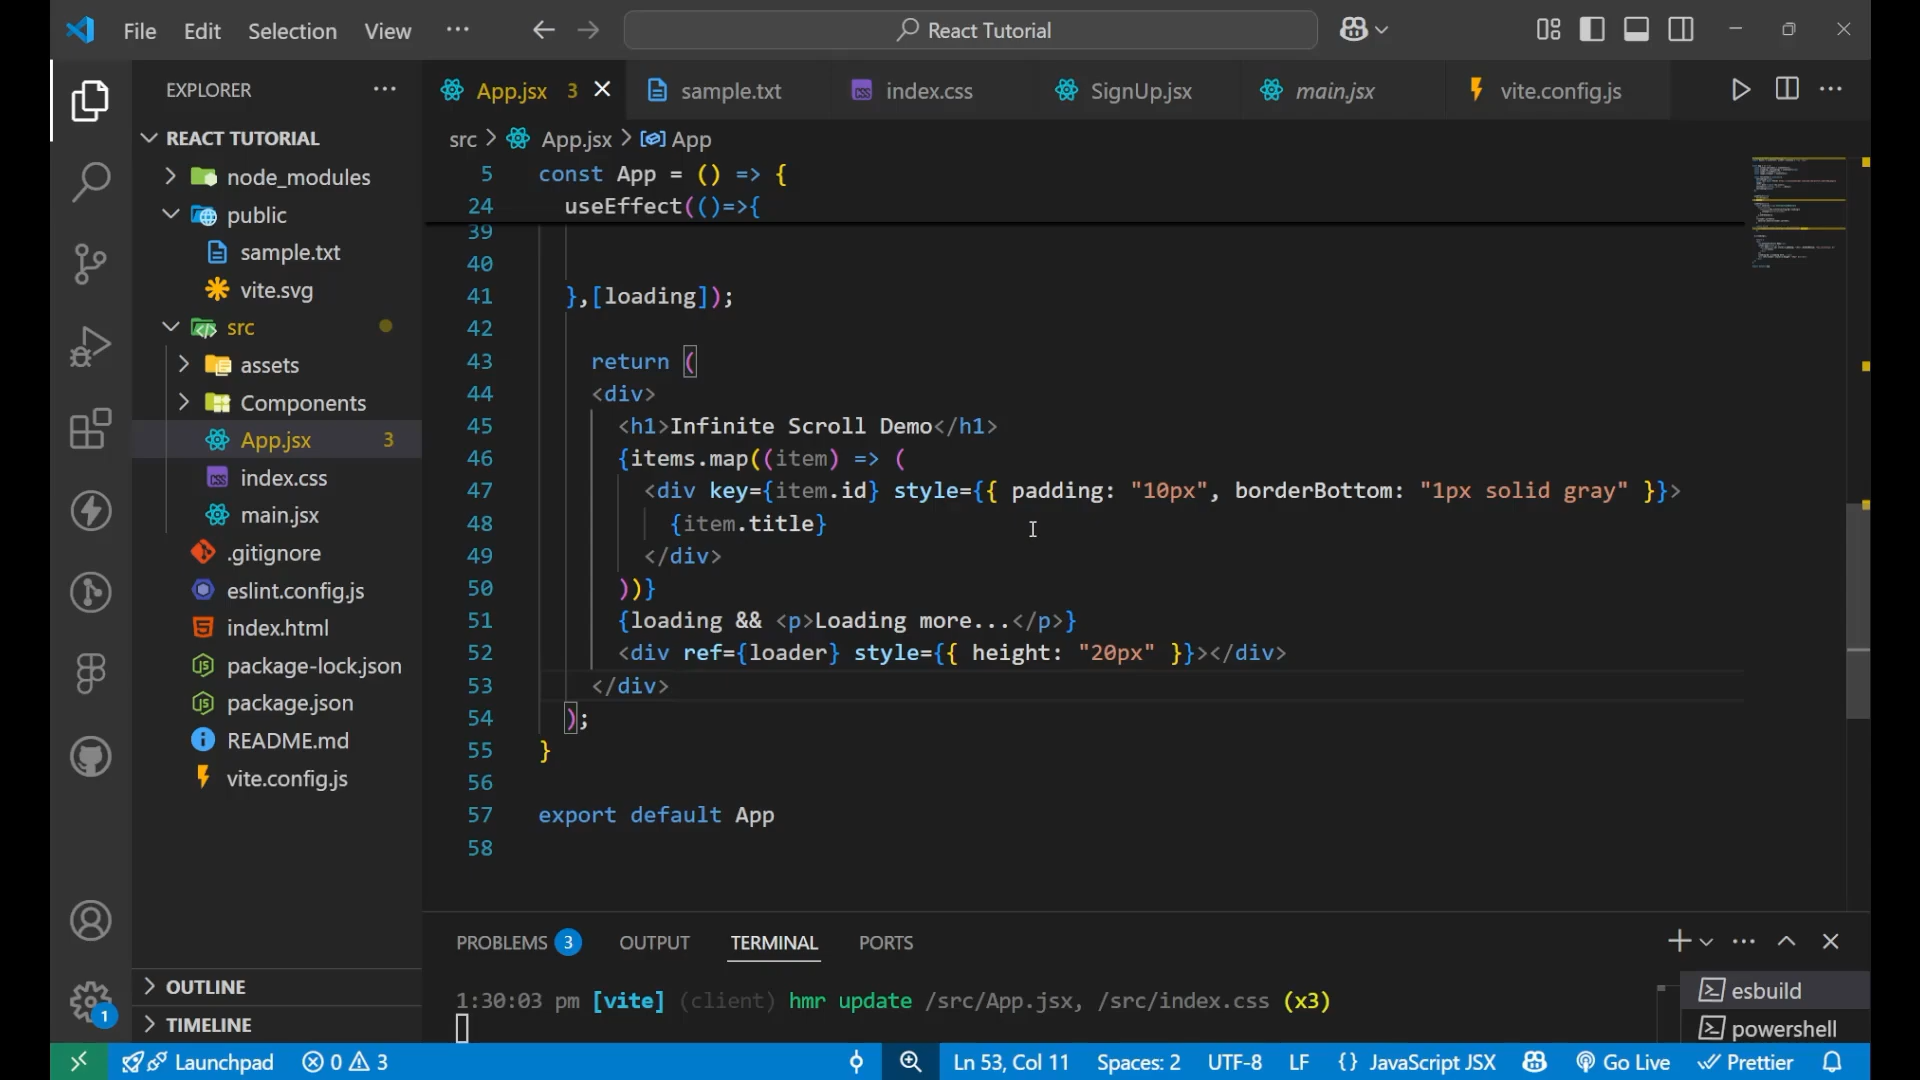 File Edit Selection View ··· React Tutorial
EXPLORER ···
REACT TUTORIAL
node_modules
public
sample.txt
vite.svg
src
assets
Components
App.jsx 3
index.css
main.jsx
.gitignore
eslint.config.js
index.html
package-lock.json
package.json
README.md
vite.config.js
OUTLINE
TIMELINE
1
App.jsx 3 sample.txt index.css SignUp.jsx main.jsx vite.config.js
src > App.jsx > App
5 const App = () => {
24 useEffect(()=>{
39
40
41 },[loading]);
42
43 return (
44 <div>
45 <h1>Infinite Scroll Demo</h1>
46 {items.map((item) => (
47 <div key={item.id} style={{ padding: "10px", borderBottom: "1px solid gray" }}>
48 {item.title}
49 </div>
50 ))}
51 {loading && <p>Loading more...</p>}
52 <div ref={loader} style={{ height: "20px" }}></div>
53 </div>
54 );
55 }
56
57 export default App
58
PROBLEMS 3 OUTPUT TERMINAL PORTS
1:30:03 pm [vite] (client) hmr update /src/App.jsx, /src/index.css (x3)
esbuild
powershell
Launchpad 0 3 Ln 53, Col 11 Spaces: 2 UTF-8 LF {} JavaScript JSX Go Live Prettier